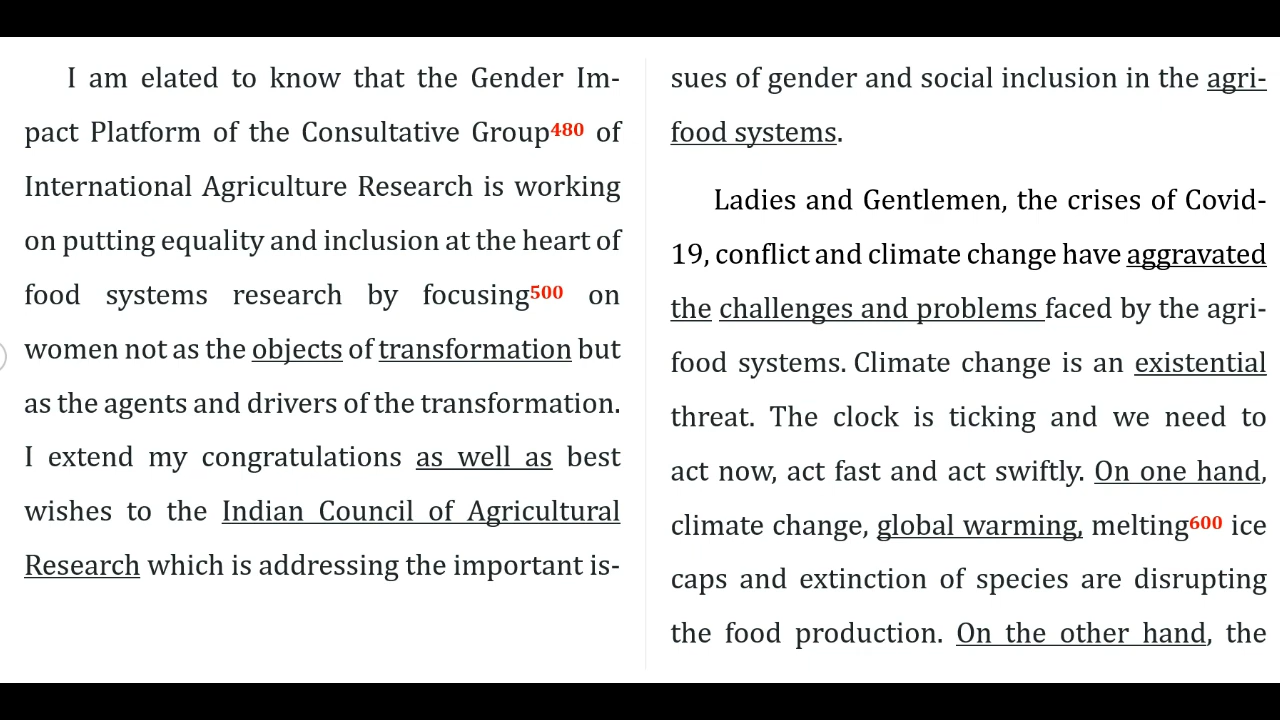 I am elated to know that the Gender Im-
pact Platform of the Consultative Group480 of
International Agriculture Research is working
on putting equality and inclusion at the heart of
food systems research by focusing500 on
women not as the objects of transformation but
as the agents and drivers of the transformation.
I extend my congratulations as well as best
wishes to the Indian Council of Agricultural
Research which is addressing the important is-
sues of gender and social inclusion in the agri-
food systems.
Ladies and Gentlemen, the crises of Covid-
19, conflict and climate change have aggravated
the challenges and problems faced by the agri-
food systems. Climate change is an existential
threat. The clock is ticking and we need to
act now, act fast and act swiftly. On one hand,
climate change, global warming, melting600 ice
caps and extinction of species are disrupting
the food production. On the other hand, the